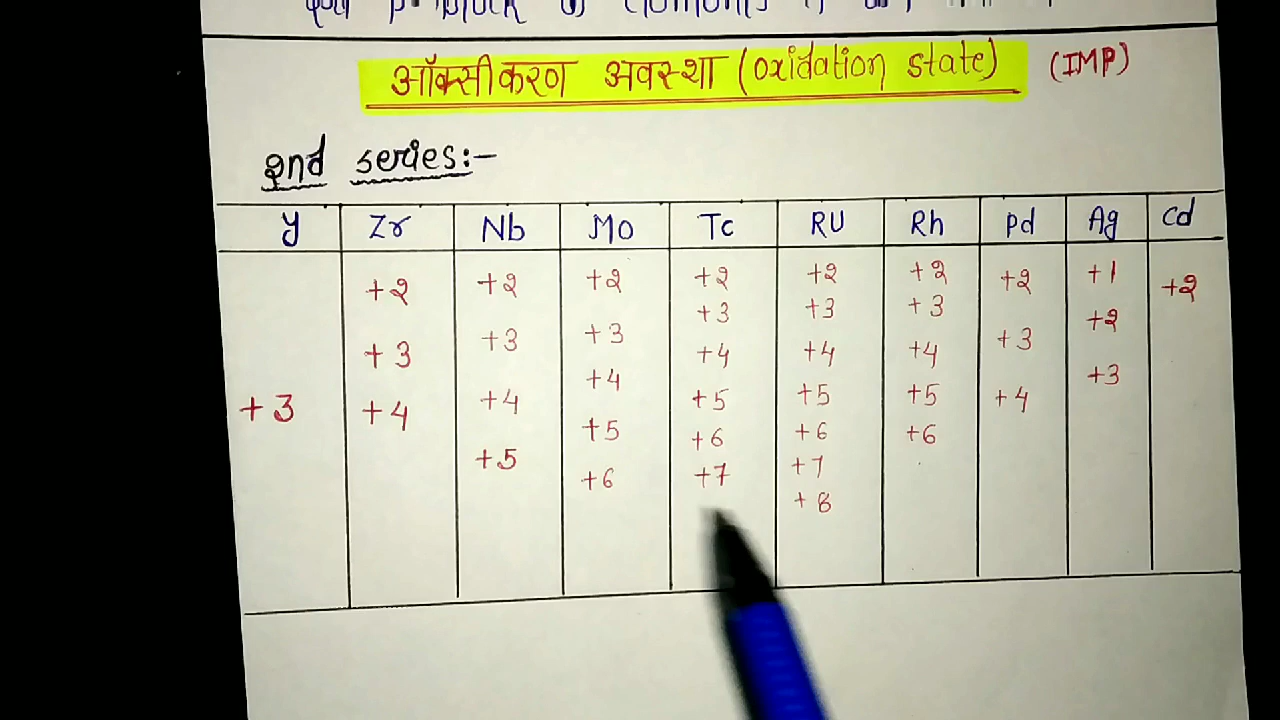 ऑक्सीकरण अवस्था (oxidation state) (IMP)
2nd series:-
y Zr Nb Mo Tc RU Rh Pd Ag Cd
+2 +2 +2 +2 +2 +2 +2 +1 +2
+3 +3 +3 +3 +3 +3 +3 +2
+3 +4 +4 +4 +4 +4 +4 +4 +3
+5 +5 +5 +5 +5
+6 +6 +6 +6
+7 +7
+8